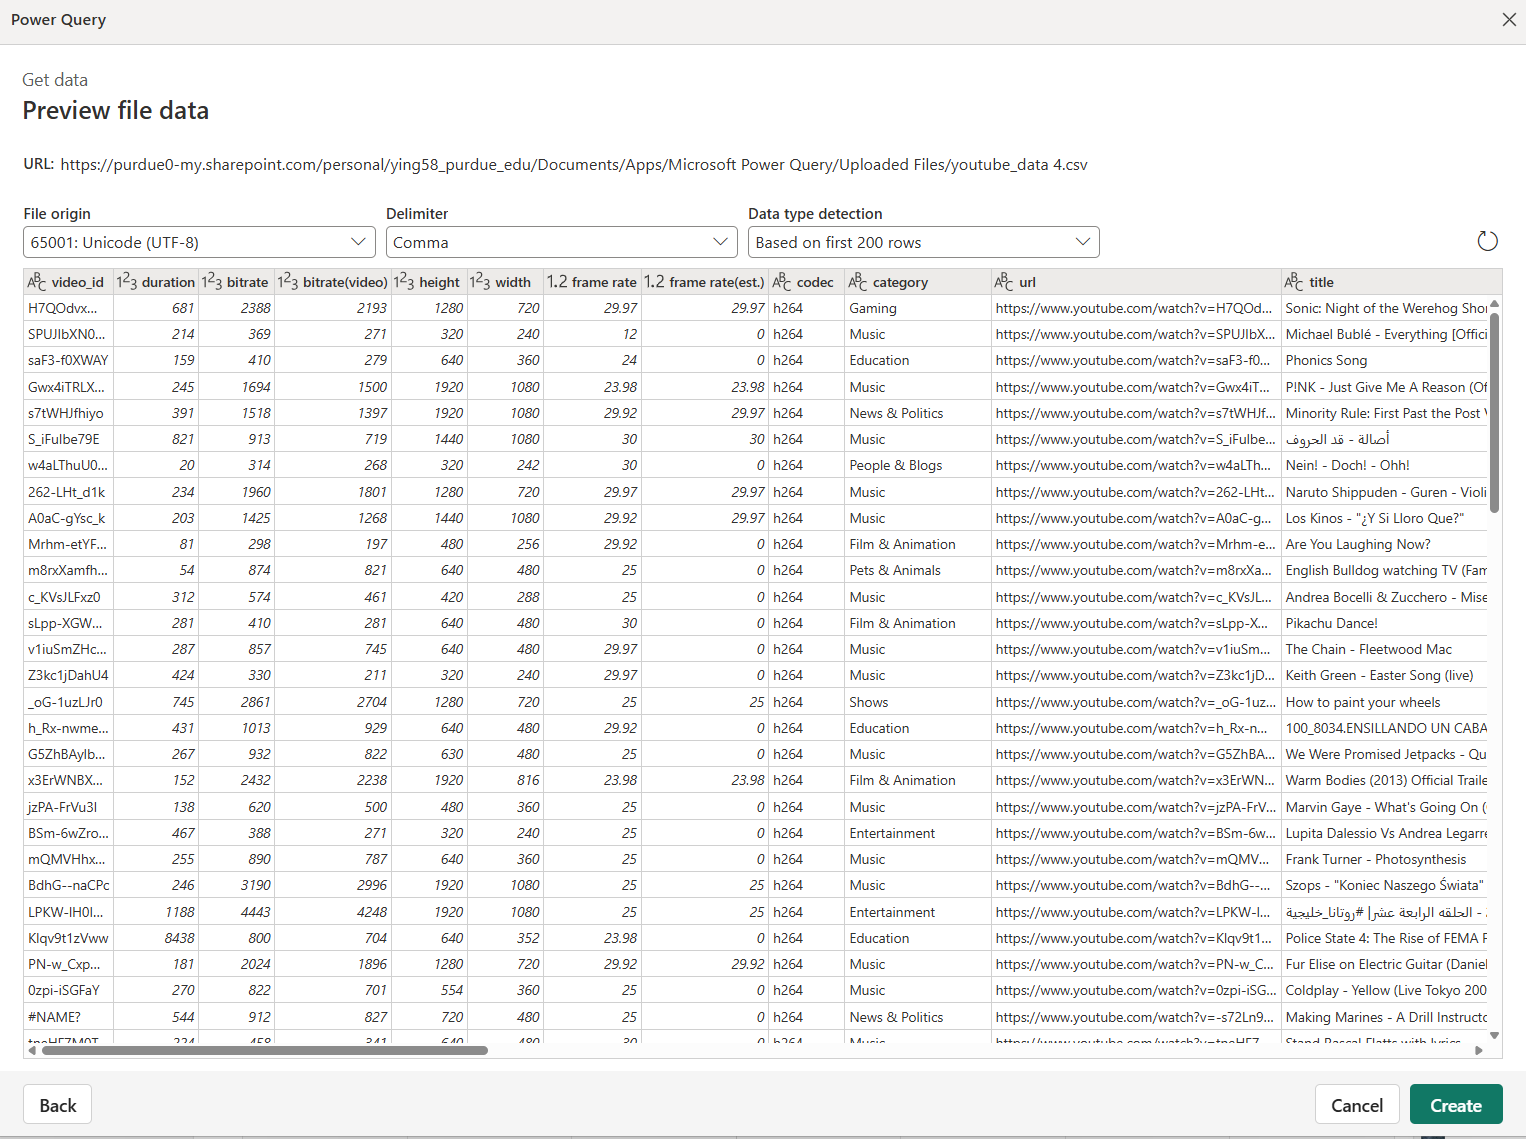 Power Query
Get data
Preview file data
URL: https://purdue0-my.sharepoint.com/personal/ying58_purdue_edu/Documents/Apps/Microsoft Power Query/Uploaded Files/youtube_data 4.csv
File origin Delimiter Data type detection
65001: Unicode (UTF-8) Comma Based on first 200 rows
ABC video_id 123 duration 123 bitrate 123 bitrate(video) 123 height 123 width 1.2 frame rate 1.2 frame rate(est.) ABC codec ABC category ABC url ABC title
H7QOdvx... 681 2388 2193 1280 720 29.97 29.97 h264 Gaming https://www.youtube.com/watch?v=H7QOd... Sonic: Night of the Werehog Sho
SPUJIbXN0... 214 369 271 320 240 12 0 h264 Music https://www.youtube.com/watch?v=SPUJIbX... Michael Bublé - Everything [Offici
saF3-f0XWAY 159 410 279 640 360 24 0 h264 Education https://www.youtube.com/watch?v=saF3-f0... Phonics Song
Gwx4iTRLX... 245 1694 1500 1920 1080 23.98 23.98 h264 Music https://www.youtube.com/watch?v=Gwx4iT... P!NK - Just Give Me A Reason (Of
s7tWHJfhiyo 391 1518 1397 1920 1080 29.92 29.97 h264 News & Politics https://www.youtube.com/watch?v=s7tWHJf... Minority Rule: First Past the Post
S_iFulbe79E 821 913 719 1440 1080 30 30 h264 Music https://www.youtube.com/watch?v=S_iFulbe... أصالة - قد الحروف
w4aLThuU0... 20 314 268 320 242 30 0 h264 People & Blogs https://www.youtube.com/watch?v=w4aLTh... Nein! - Doch! - Ohh!
262-LHt_d1k 234 1960 1801 1280 720 29.97 29.97 h264 Music https://www.youtube.com/watch?v=262-LHt... Naruto Shippuden - Guren - Violi
A0aC-gYsc_k 203 1425 1268 1440 1080 29.92 29.97 h264 Music https://www.youtube.com/watch?v=A0aC-g... Los Kinos - "¿Y Si Lloro Que?"
Mrhm-etYF... 81 298 197 480 256 29.92 0 h264 Film & Animation https://www.youtube.com/watch?v=Mrhm-e... Are You Laughing Now?
m8rxXamfh... 54 874 821 640 480 25 0 h264 Pets & Animals https://www.youtube.com/watch?v=m8rxXa... English Bulldog watching TV (Fam
c_KVsJLFxz0 312 574 461 420 288 25 0 h264 Music https://www.youtube.com/watch?v=c_KVsJL... Andrea Bocelli & Zucchero - Mise
sLpp-XGW... 281 410 281 640 480 30 0 h264 Film & Animation https://www.youtube.com/watch?v=sLpp-X... Pikachu Dance!
v1iuSmZHc... 287 857 745 640 480 29.97 0 h264 Music https://www.youtube.com/watch?v=v1iuSm... The Chain - Fleetwood Mac
Z3kc1jDahU4 424 330 211 320 240 29.97 0 h264 Music https://www.youtube.com/watch?v=Z3kc1jD... Keith Green - Easter Song (live)
_oG-1uzLJr0 745 2861 2704 1280 720 25 25 h264 Shows https://www.youtube.com/watch?v=_oG-1uz... How to paint your wheels
h_Rx-nwme... 431 1013 929 640 480 29.92 0 h264 Education https://www.youtube.com/watch?v=h_Rx-n... 100_8034.ENSILLANDO UN CABA
G5ZhBAyIb... 267 932 822 630 480 25 0 h264 Music https://www.youtube.com/watch?v=G5ZhBA... We Were Promised Jetpacks - Qu
x3ErWNBX... 152 2432 2238 1920 816 23.98 23.98 h264 Film & Animation https://www.youtube.com/watch?v=x3ErWN... Warm Bodies (2013) Official Traile
jzPA-FrVu3I 138 620 500 480 360 25 0 h264 Music https://www.youtube.com/watch?v=jzPA-FrV... Marvin Gaye - What's Going On (
BSm-6wZro... 467 388 271 320 240 25 0 h264 Entertainment https://www.youtube.com/watch?v=BSm-6w... Lupita Dalessio Vs Andrea Legarre
mQMVHhx... 255 890 787 640 360 25 0 h264 Music https://www.youtube.com/watch?v=mQMV... Frank Turner - Photosynthesis
BdhG--naCPc 246 3190 2996 1920 1080 25 25 h264 Music https://www.youtube.com/watch?v=BdhG--... Szops - "Koniec Naszego Świata"
LPKW-IH0I... 1188 4443 4248 1920 1080 25 25 h264 Entertainment https://www.youtube.com/watch?v=LPKW-I... الحلقه الرابعة عشر| #روتانا_خليجية -
KIqv9t1zVww 8438 800 704 640 352 23.98 0 h264 Education https://www.youtube.com/watch?v=KIqv9t1... Police State 4: The Rise of FEMA
PN-w_Cxp... 181 2024 1896 1280 720 29.92 29.92 h264 Music https://www.youtube.com/watch?v=PN-w_C... Fur Elise on Electric Guitar (Daniel
0zpi-iSGFaY 270 822 701 554 360 25 0 h264 Music https://www.youtube.com/watch?v=0zpi-iSG... Coldplay - Yellow (Live Tokyo 200
#NAME? 544 912 827 720 480 25 0 h264 News & Politics https://www.youtube.com/watch?v=-s72Ln9... Making Marines - A Drill Instructo
224 458 341 640 480 30 0 h264 Music Stand Rascal Flatts with lyrics
Back Cancel Create